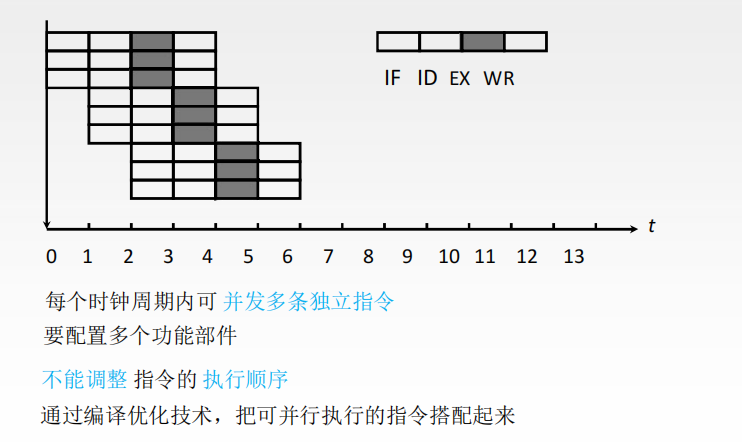 IF ID EX WR
t
0 1 2 3 4 5 6 7 8 9 10 11 12 13
每个时钟周期内可 并发多条独立指令
要配置多个功能部件
不能调整 指令的 执行顺序
通过编译优化技术，把可并行执行的指令搭配起来